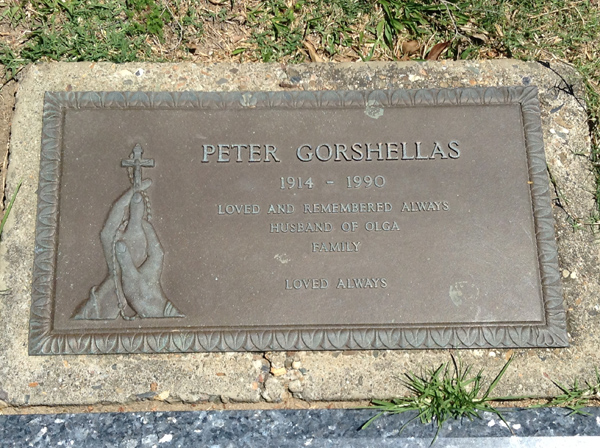 PETER GORSHELLAS
1914 - 1990
LOVED AND REMEMBERED ALWAYS
HUSBAND OF OLGA
FAMILY
LOVED ALWAYS